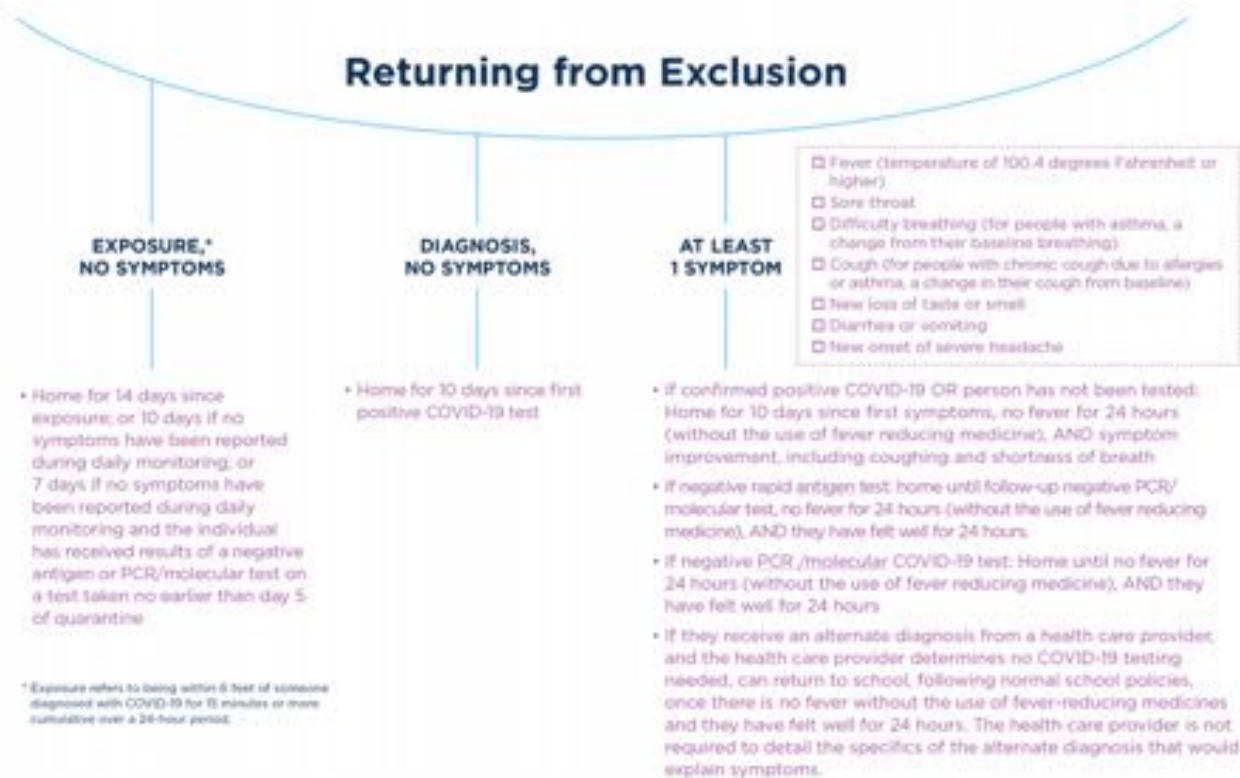 Returning from Exclusion
EXPOSURE,*
NO SYMPTOMS
• Home for 14 days since
exposure; or 10 days if no
symptoms have been reported
during daily monitoring; or
7 days if no symptoms have
been reported during daily
monitoring and the individual
has received results of a negative
antigen or PCR/molecular test on
a test taken no earlier than day 5
of quarantine
* Exposure refers to being within 6 feet of someone
diagnosed with COVID-19 for 15 minutes or more
cumulative over a 24-hour period.
DIAGNOSIS,
NO SYMPTOMS
• Home for 10 days since first
positive COVID-19 test
AT LEAST
1 SYMPTOM
☐ Fever (temperature of 100.4 degrees Fahrenheit or
higher)
☐ Sore throat
☐ Difficulty breathing (for people with asthma, a
change from their baseline breathing)
☐ Cough (for people with chronic cough due to allergies
or asthma, a change in their cough from baseline)
☐ New loss of taste or smell
☐ Diarrhea or vomiting
☐ New onset of severe headache
• If confirmed positive COVID-19 OR person has not been tested:
Home for 10 days since first symptoms, no fever for 24 hours
(without the use of fever reducing medicine), AND symptom
improvement, including coughing and shortness of breath
• If negative rapid antigen test: home until follow-up negative PCR/
molecular test, no fever for 24 hours (without the use of fever reducing
medicine), AND they have felt well for 24 hours.
• If negative PCR /molecular COVID-19 test: Home until no fever for
24 hours (without the use of fever reducing medicine), AND they
have felt well for 24 hours
• If they receive an alternate diagnosis from a health care provider,
and the health care provider determines no COVID-19 testing
needed, can return to school, following normal school policies,
once there is no fever without the use of fever-reducing medicines
and they have felt well for 24 hours. The health care provider is not
required to detail the specifics of the alternate diagnosis that would
explain symptoms.